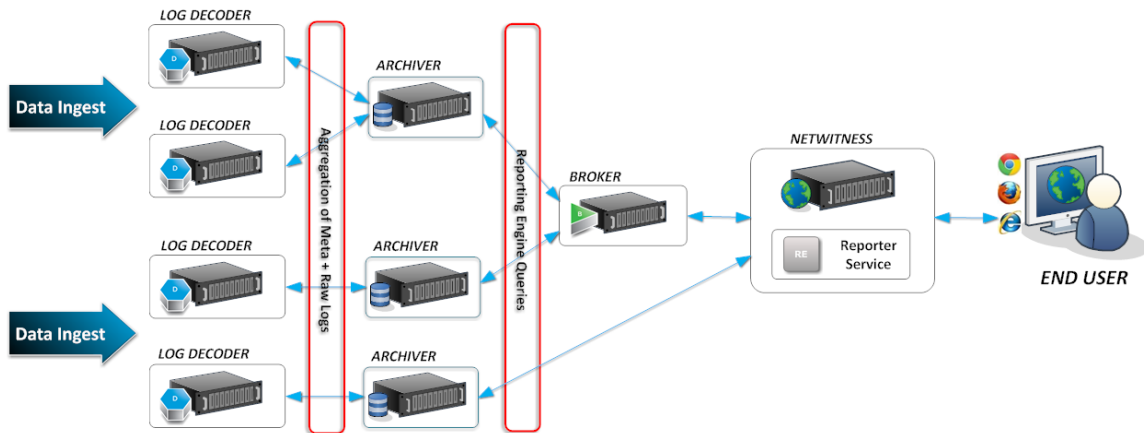 LOG DECODER
D
Data Ingest
LOG DECODER
D
LOG DECODER
D
Data Ingest
LOG DECODER
D
Aggregation of Meta + Raw Logs
ARCHIVER
ARCHIVER
ARCHIVER
Reporting Engine Queries
BROKER
B
NETWITNESS
RE
Reporter
Service
END USER